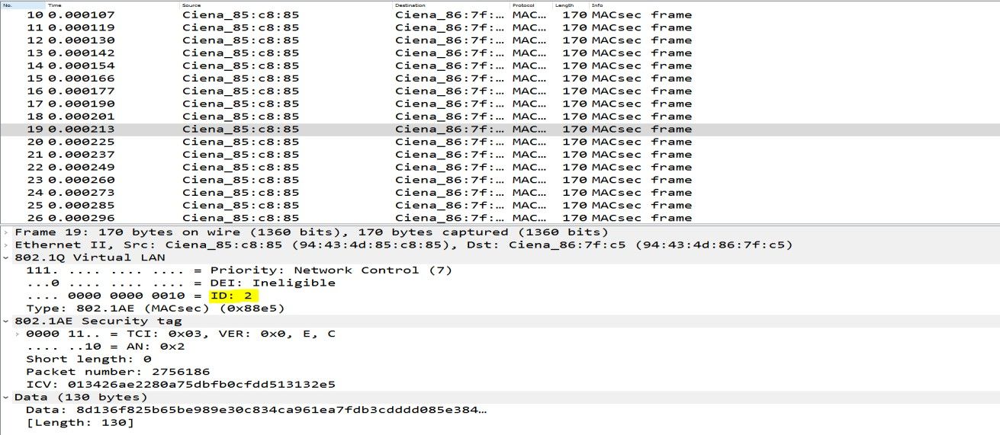 No. Time Source Destination Protocol Length Info
10 0.000107 Ciena_85:c8:85 Ciena_86:7f:… MAC… 170 MACsec frame
11 0.000119 Ciena_85:c8:85 Ciena_86:7f:… MAC… 170 MACsec frame
12 0.000130 Ciena_85:c8:85 Ciena_86:7f:… MAC… 170 MACsec frame
13 0.000142 Ciena_85:c8:85 Ciena_86:7f:… MAC… 170 MACsec frame
14 0.000154 Ciena_85:c8:85 Ciena_86:7f:… MAC… 170 MACsec frame
15 0.000166 Ciena_85:c8:85 Ciena_86:7f:… MAC… 170 MACsec frame
16 0.000177 Ciena_85:c8:85 Ciena_86:7f:… MAC… 170 MACsec frame
17 0.000190 Ciena_85:c8:85 Ciena_86:7f:… MAC… 170 MACsec frame
18 0.000201 Ciena_85:c8:85 Ciena_86:7f:… MAC… 170 MACsec frame
19 0.000213 Ciena_85:c8:85 Ciena_86:7f:… MAC… 170 MACsec frame
20 0.000225 Ciena_85:c8:85 Ciena_86:7f:… MAC… 170 MACsec frame
21 0.000237 Ciena_85:c8:85 Ciena_86:7f:… MAC… 170 MACsec frame
22 0.000249 Ciena_85:c8:85 Ciena_86:7f:… MAC… 170 MACsec frame
23 0.000260 Ciena_85:c8:85 Ciena_86:7f:… MAC… 170 MACsec frame
24 0.000273 Ciena_85:c8:85 Ciena_86:7f:… MAC… 170 MACsec frame
25 0.000285 Ciena_85:c8:85 Ciena_86:7f:… MAC… 170 MACsec frame
26 0.000296 Ciena_85:c8:85 Ciena_86:7f:… MAC… 170 MACsec frame
Frame 19: 170 bytes on wire (1360 bits), 170 bytes captured (1360 bits)
Ethernet II, Src: Ciena_85:c8:85 (94:43:4d:85:c8:85), Dst: Ciena_86:7f:c5 (94:43:4d:86:7f:c5)
802.1Q Virtual LAN
111. .... .... .... = Priority: Network Control (7)
...0 .... .... .... = DEI: Ineligible
.... 0000 0000 0010 = ID: 2
Type: 802.1AE (MACsec) (0x88e5)
802.1AE Security tag
0000 11.. = TCI: 0x03, VER: 0x0, E, C
.... ..10 = AN: 0x2
Short length: 0
Packet number: 2756186
ICV: 013426ae2280a75dbfb0cfdd513132e5
Data (130 bytes)
Data: 8d136f825b65be989e30c834ca961ea7fdb3cdddd085e384…
[Length: 130]